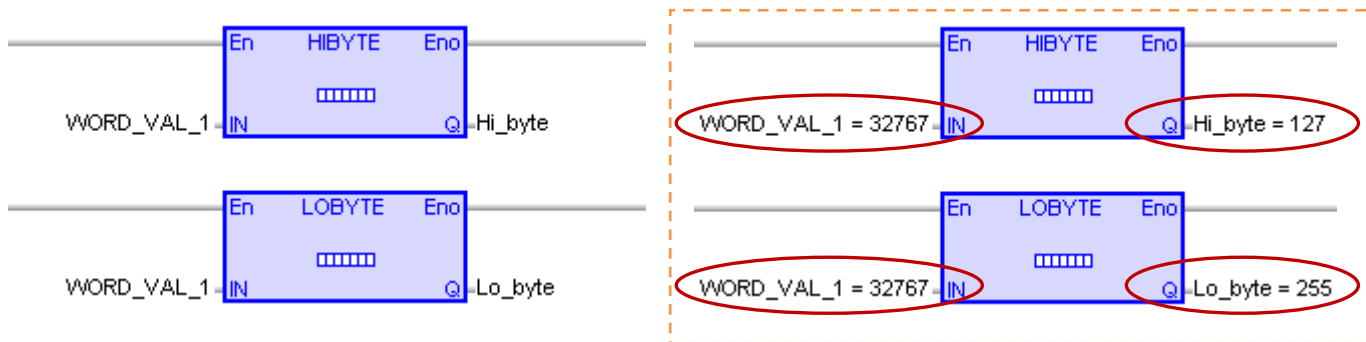 En HIBYTE Eno
WORD_VAL_1 IN Q Hi_byte
En LOBYTE Eno
WORD_VAL_1 IN Q Lo_byte
En HIBYTE Eno
WORD_VAL_1 = 32767 IN Q Hi_byte = 127
En LOBYTE Eno
WORD_VAL_1 = 32767 IN Q Lo_byte = 255